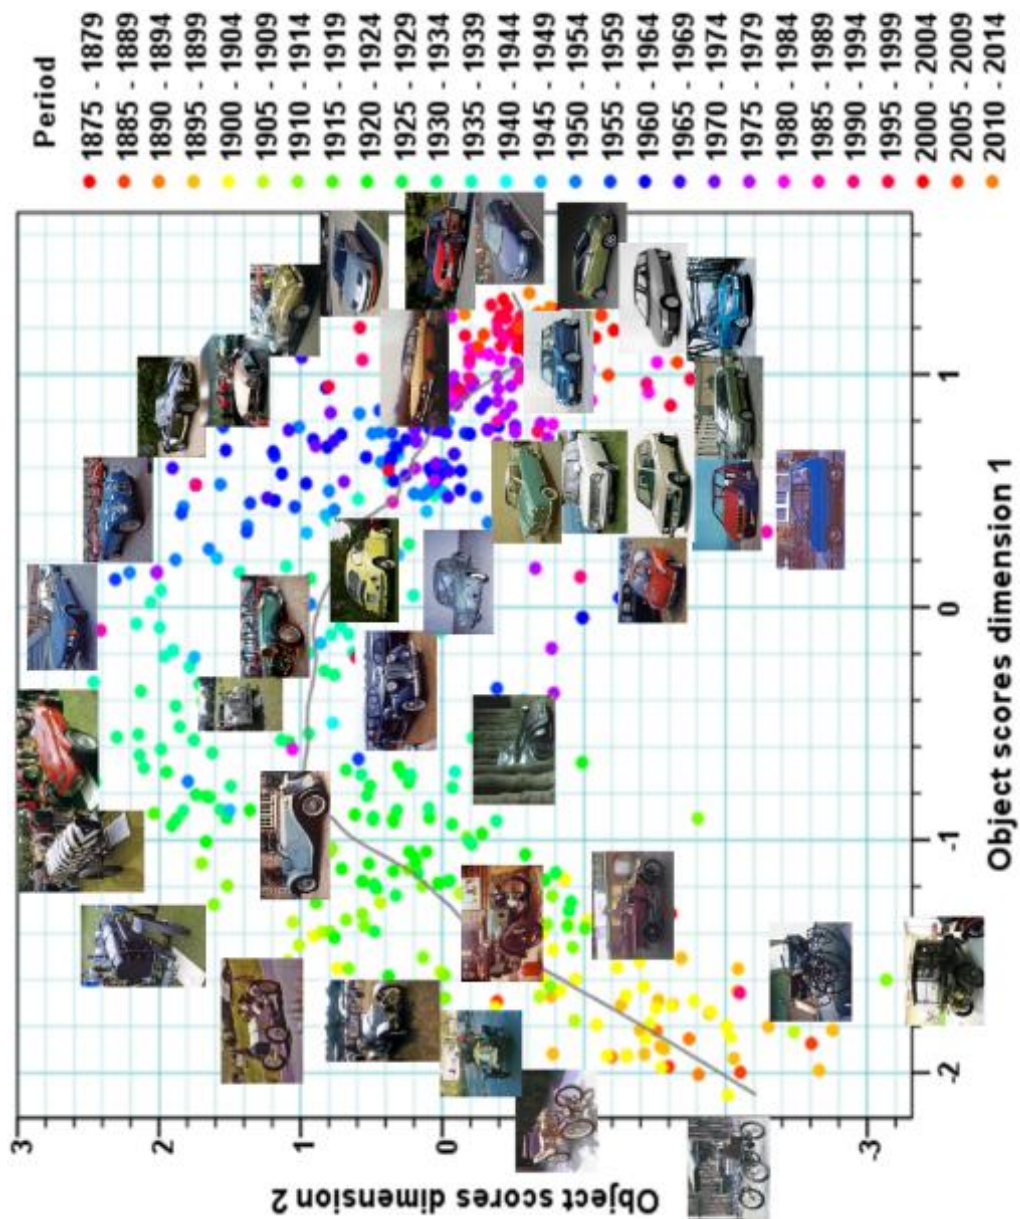 Period
1875 - 1879
1885 - 1889
1890 - 1894
1895 - 1899
1900 - 1904
1905 - 1909
1910 - 1914
1915 - 1919
1920 - 1924
1925 - 1929
1930 - 1934
1935 - 1939
1940 - 1944
1945 - 1949
1950 - 1954
1955 - 1959
1960 - 1964
1965 - 1969
1970 - 1974
1975 - 1979
1980 - 1984
1985 - 1989
1990 - 1994
1995 - 1999
2000 - 2004
2005 - 2009
2010 - 2014
Object scores dimension 2
3
2
1
0
-3
-2
-1
0
1
Object scores dimension 1